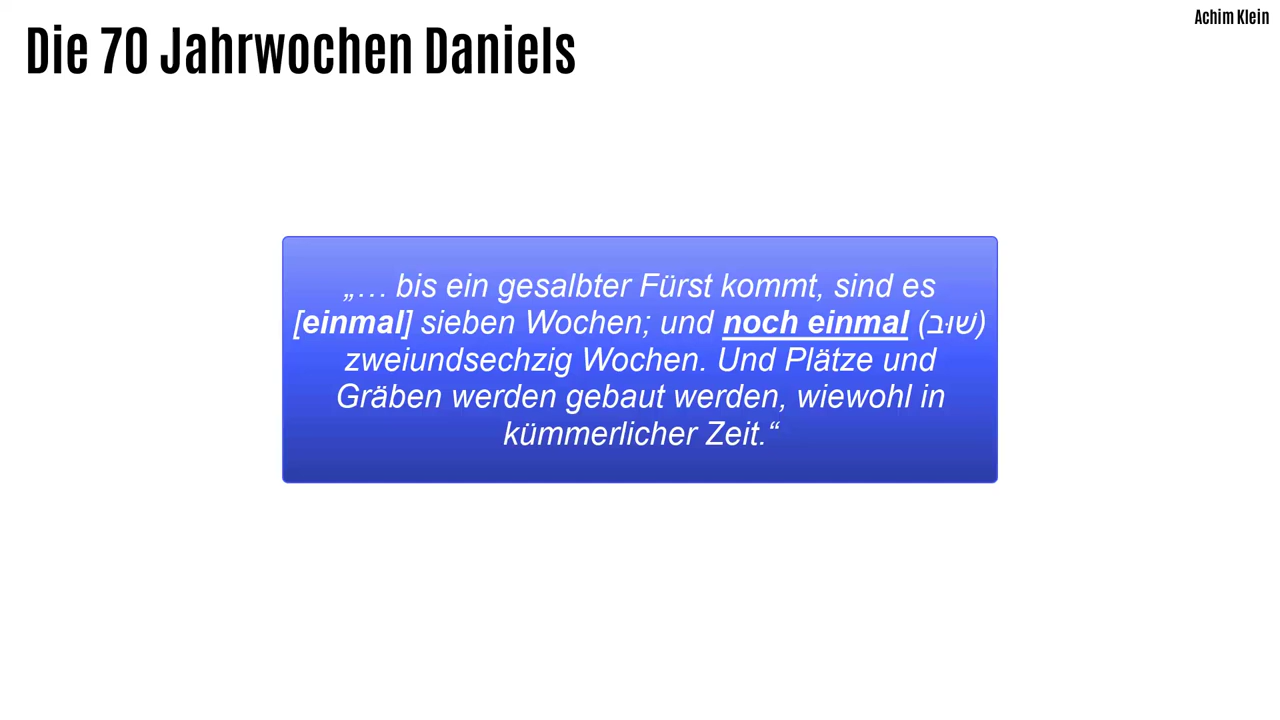 Achim Klein
Die 70 Jahrwochen Daniels
„… bis ein gesalbter Fürst kommt, sind es
[einmal] sieben Wochen; und noch einmal (שׁוּב)
zweiundsechzig Wochen. Und Plätze und
Gräben werden gebaut werden, wiewohl in
kümmerlicher Zeit.“